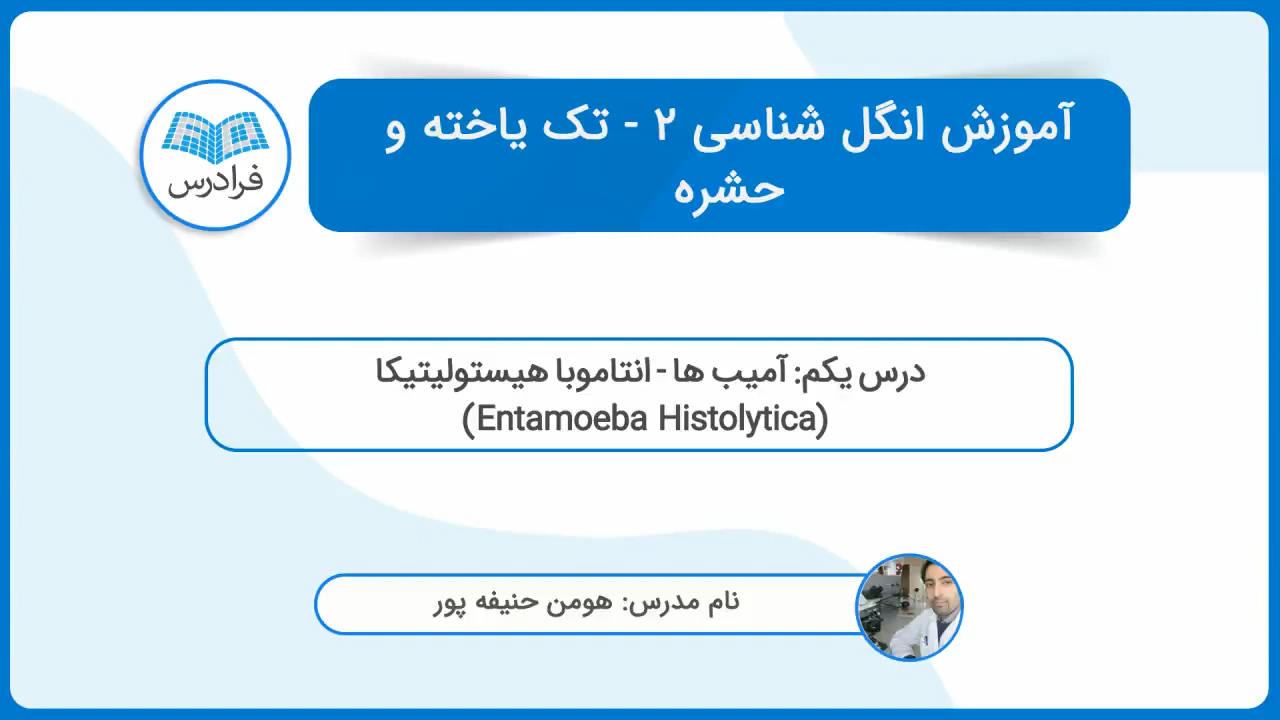 آموزش انگل شناسی ۲ - تک یاخته و
حشره
فرادرس
درس یکم: آمیب ها - انتاموبا هیستولیتیکا
(Entamoeba Histolytica)
نام مدرس: هومن حنیفه پور